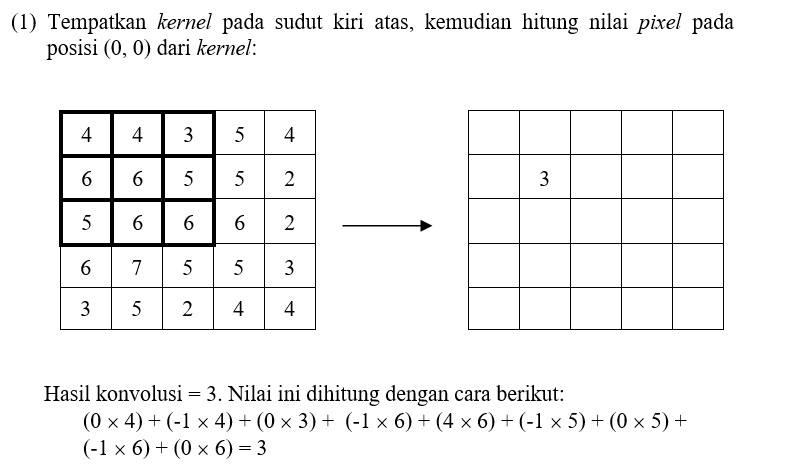 (1) Tempatkan kernel pada sudut kiri atas, kemudian hitung nilai pixel pada
posisi (0, 0) dari kernel:
4 4 3 5 4
6 6 5 5 2
3
5 6 6 6 2
6 7 5 5 3
3 5 2 4 4
Hasil konvolusi = 3. Nilai ini dihitung dengan cara berikut:
(0 × 4) + (-1 × 4) + (0 × 3) + (-1 × 6) + (4 × 6) + (-1 × 5) + (0 × 5) +
(-1 × 6) + (0 × 6) = 3